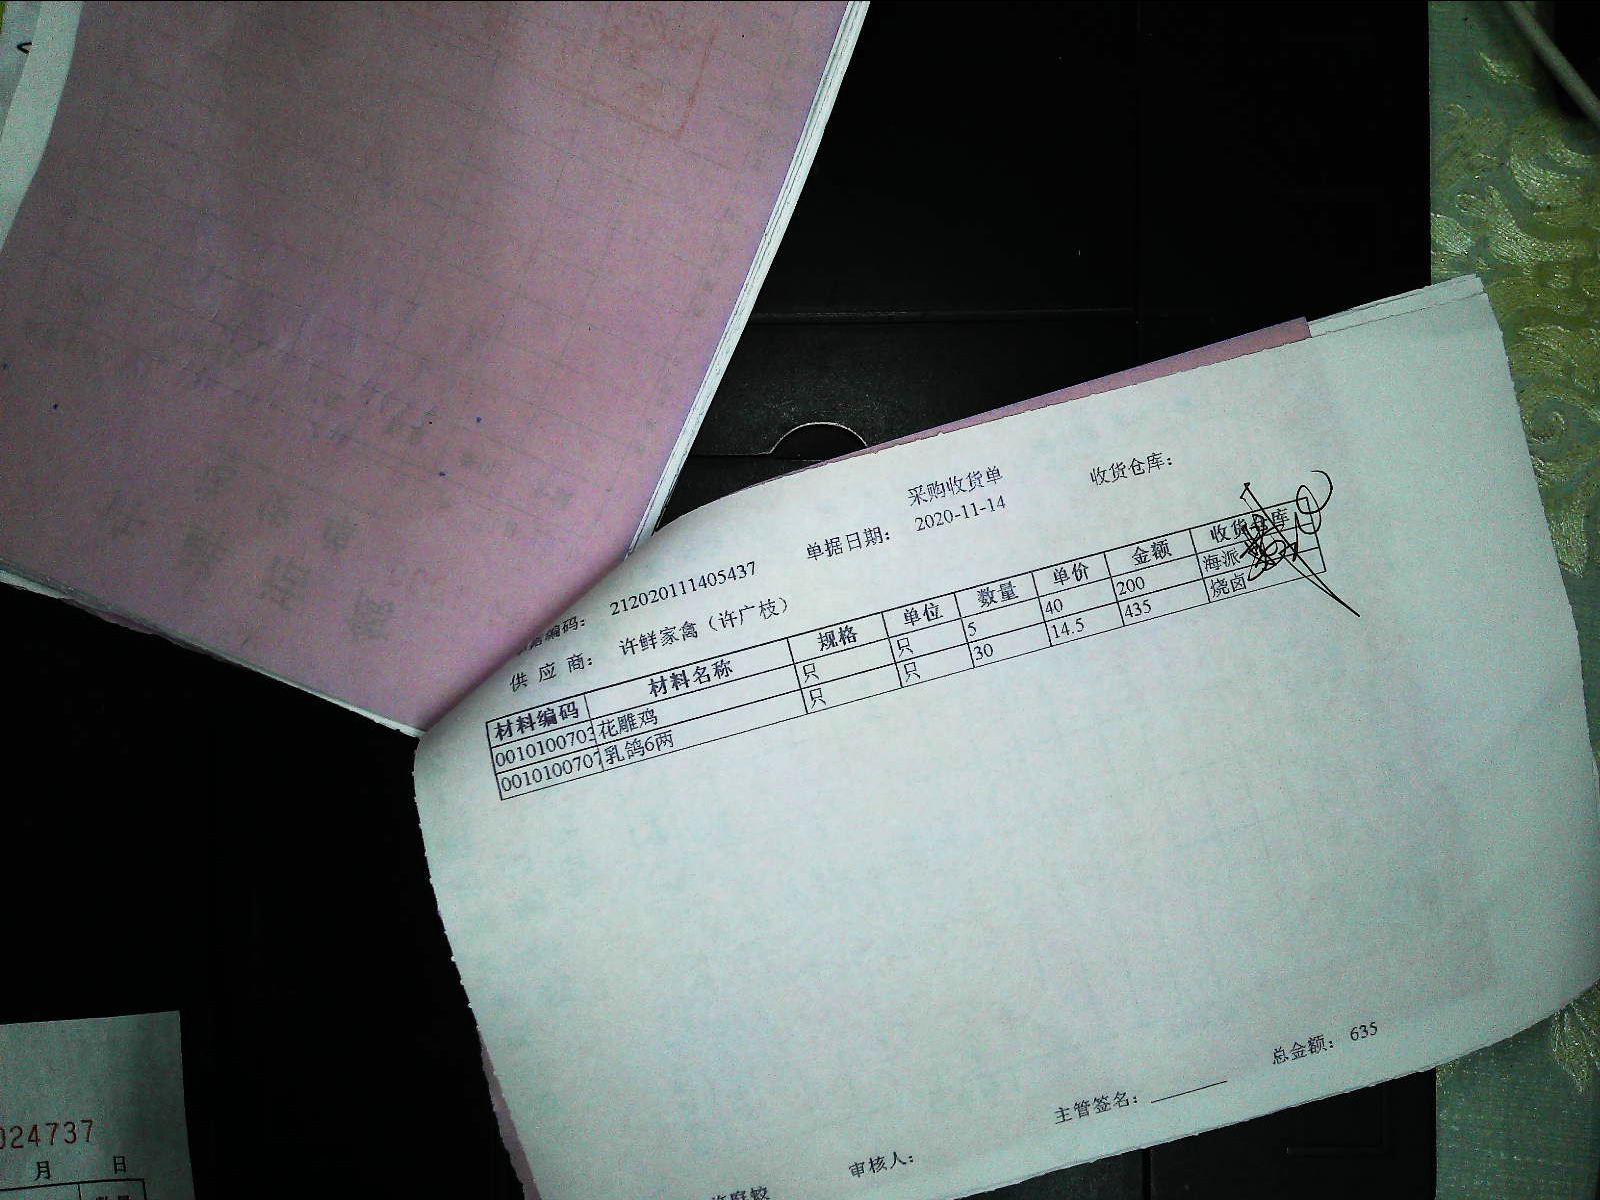 采购收货单
收货仓库：
编码： 212020111405437 单据日期： 2020-11-14
供 应 商： 许鲜家禽（许广枝）
材料编码 材料名称 规格 单位 数量 单价 金额 收货仓库
001010070 花雕鸡 只 只 5 40 200 海派
001010070 乳鸽6两 只 只 30 14.5 435 烧卤
总金额： 635
主管签名：
审核人：
024737
月 日